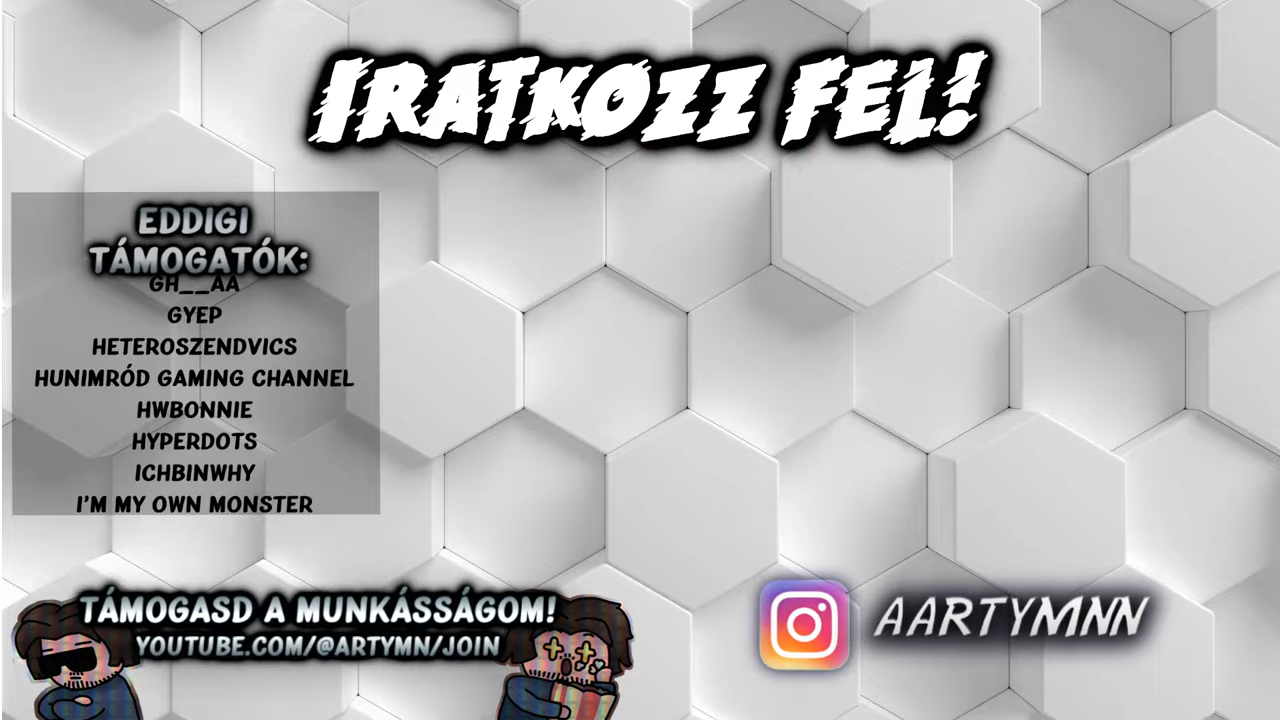 IRATKOZZ FEL!
EDDIGI
TÁMOGATÓK:
GH__AA
GYEP
HETEROSZENDVICS
HUNIMRÓD GAMING CHANNEL
HWBONNIE
HYPERDOTS
ICHBINWHY
I'M MY OWN MONSTER
TÁMOGASD A MUNKÁSSÁGOM!
YOUTUBE.COM/@ARTYMN/JOIN
AARTYMNN